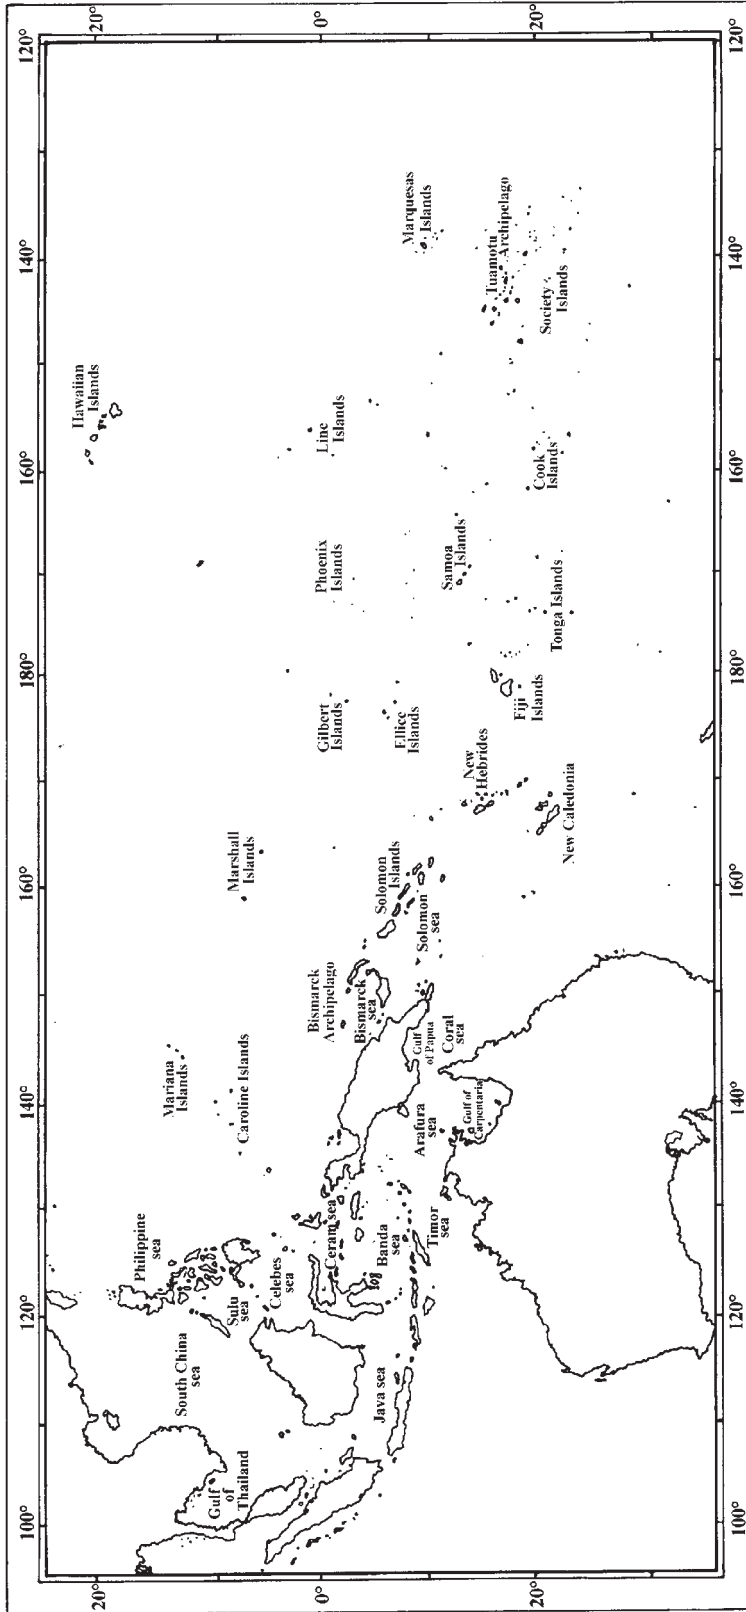 100°
120°
140°
160°
180°
160°
140°
120°
20°
20°
0°
0°
20°
20°
Hawaiian
Islands
Philippine
sea
Mariana
Islands
Marshall
Islands
South China
sea
Caroline Islands
Gulf
of
Thailand
Sulu
sea
Celebes
sea
Bismarck
Archipelago
Gilbert
Islands
Phoenix
Islands
Line
Islands
Ceram sea
Bismarck
sea
Java sea
Banda
sea
Solomon
Islands
Ellice
Islands
Marquesas
Islands
Gulf
of Papua
Solomon
sea
Arafura
sea
Coral
sea
Timor
sea
Gulf of
Carpentaria
New
Hebrides
Samoa
Islands
Tuamotu
Archipelago
Fiji
Islands
Tonga Islands
Cook
Islands
Society
Islands
New Caledonia
100°
120°
140°
160°
180°
160°
140°
120°